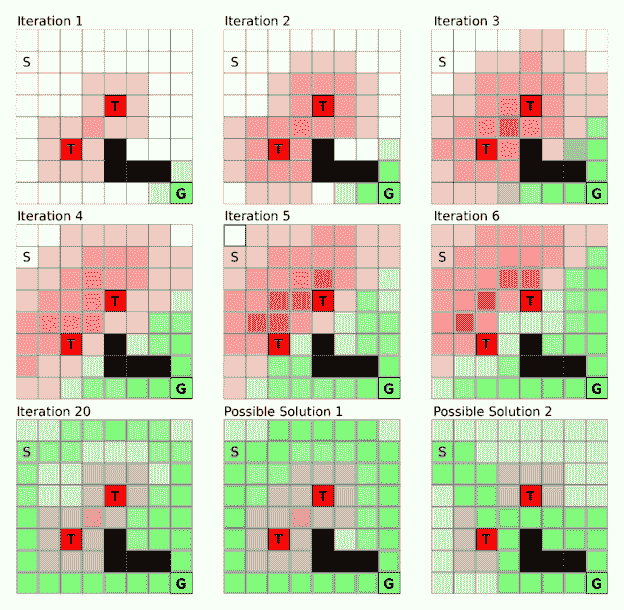 Iteration 1
Iteration 2
Iteration 3
S
S
S
T
T
T
T
T
T
G
G
G
Iteration 4
Iteration 5
Iteration 6
S
S
S
T
T
T
T
T
T
G
G
G
Iteration 20
Possible Solution 1
Possible Solution 2
S
S
S
T
T
T
T
T
T
G
G
G